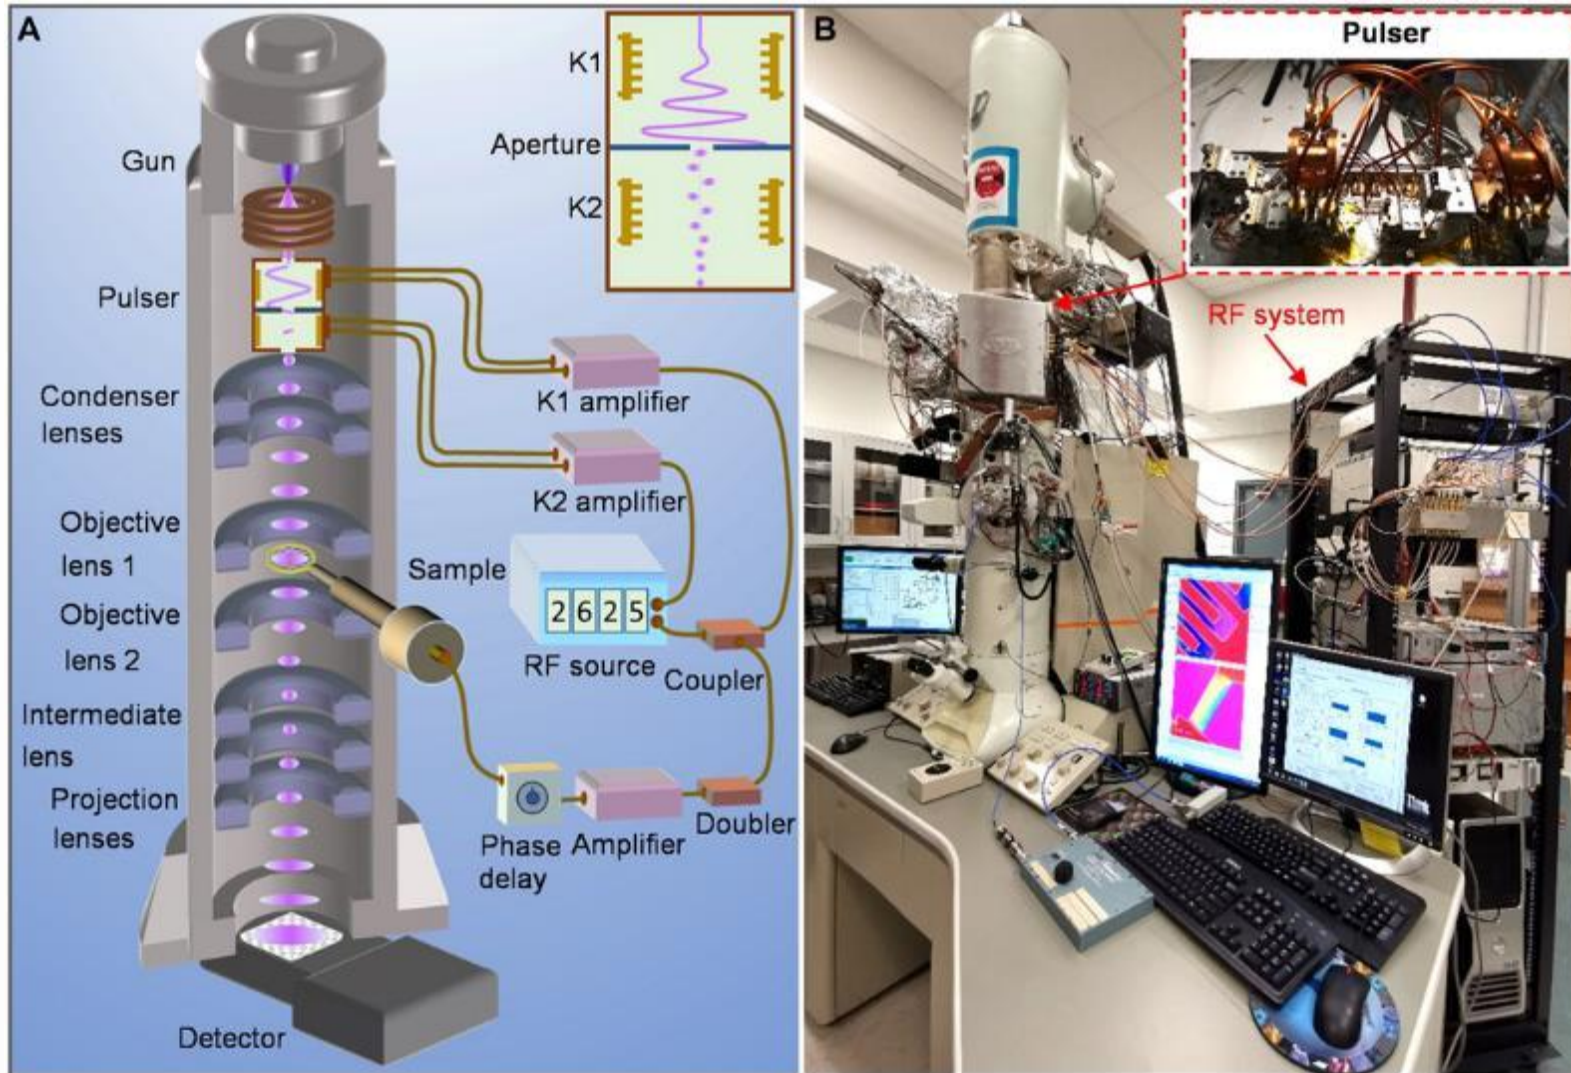 A
K1
Aperture
K2
Gun
Pulser
Condenser
lenses
K1 amplifier
K2 amplifier
Objective
lens 1
Sample
2625
RF source
Coupler
Objective
lens 2
Intermediate
lens
Projection
lenses
Phase
delay
Amplifier
Doubler
Detector
B
Pulser
RF system